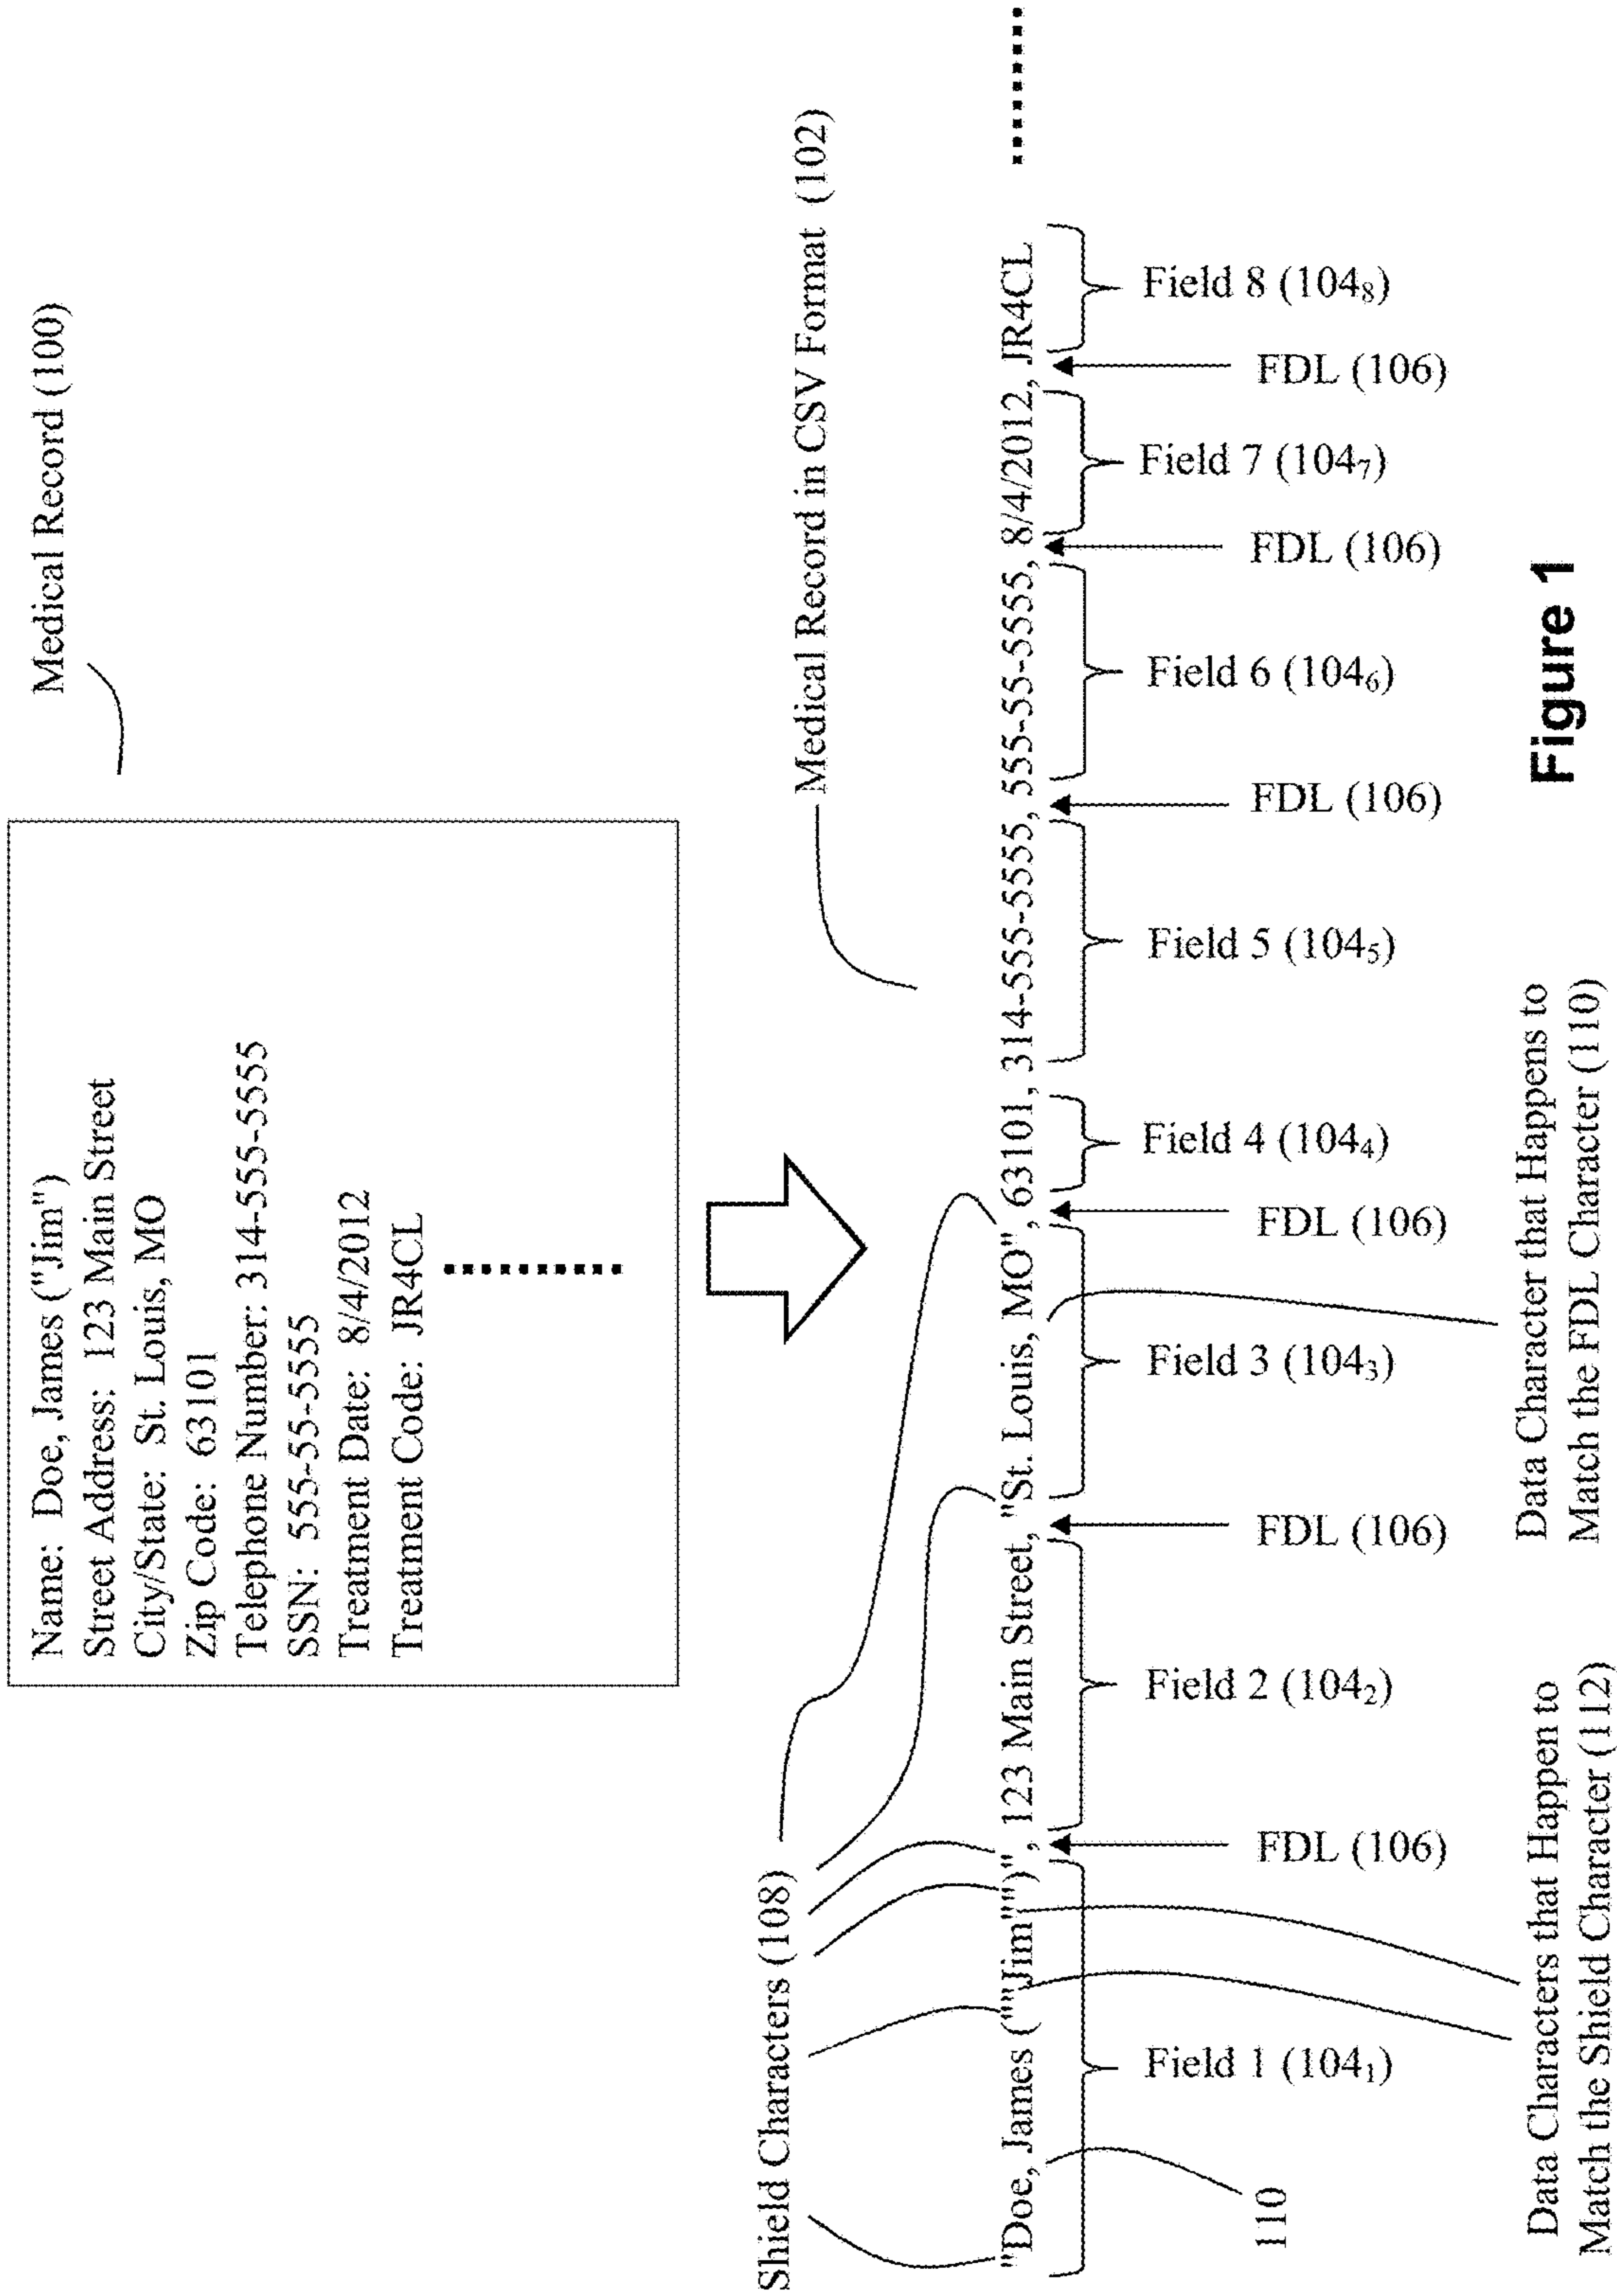 Medical Record (100)
Name: Doe, James ("Jim")
Street Address: 123 Main Street
City/State: St. Louis, MO
Zip Code: 63101
Telephone Number: 314-555-5555
SSN: 555-55-5555
Treatment Date: 8/4/2012
Treatment Code: JR4CL
Shield Characters (108)
Medical Record in CSV Format (102)
"Doe, James (""Jim"")", 123 Main Street, "St. Louis, MO", 63101, 314-555-5555, 555-55-5555, 8/4/2012, JR4CL
Field 1 (104₁)
Field 2 (104₂)
Field 3 (104₃)
Field 4 (104₄)
Field 5 (104₅)
Field 6 (104₆)
Field 7 (104₇)
Field 8 (104₈)
110
FDL (106)
FDL (106)
FDL (106)
FDL (106)
FDL (106)
FDL (106)
Data Characters that Happen to
Match the Shield Character (112)
Data Character that Happens to
Match the FDL Character (110)
Figure 1